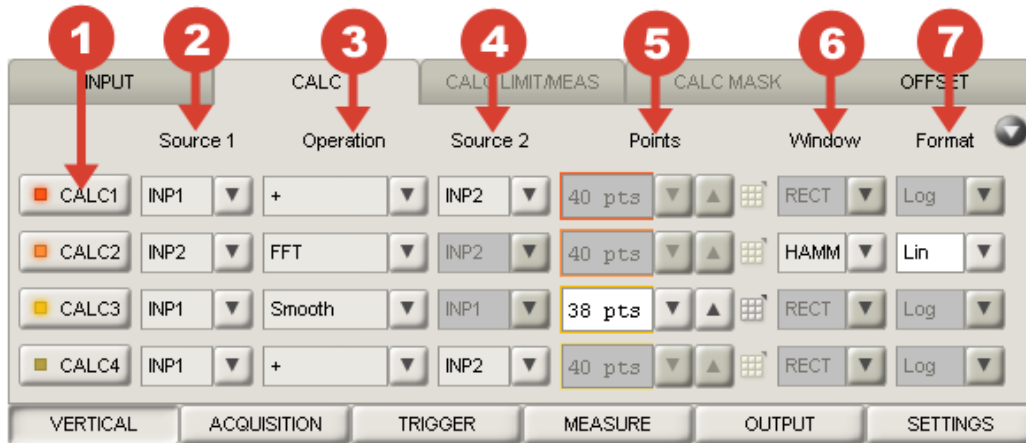 1 2 3 4 5 6 7
INPUT CALC CALC LIMIT/MEAS CALC MASK OFFSET
Source 1 Operation Source 2 Points Window Format
CALC1 INP1 + INP2 40 pts RECT Log
CALC2 INP2 FFT INP2 40 pts HAMM Lin
CALC3 INP1 Smooth INP1 38 pts RECT Log
CALC4 INP1 + INP2 40 pts RECT Log
VERTICAL ACQUISITION TRIGGER MEASURE OUTPUT SETTINGS